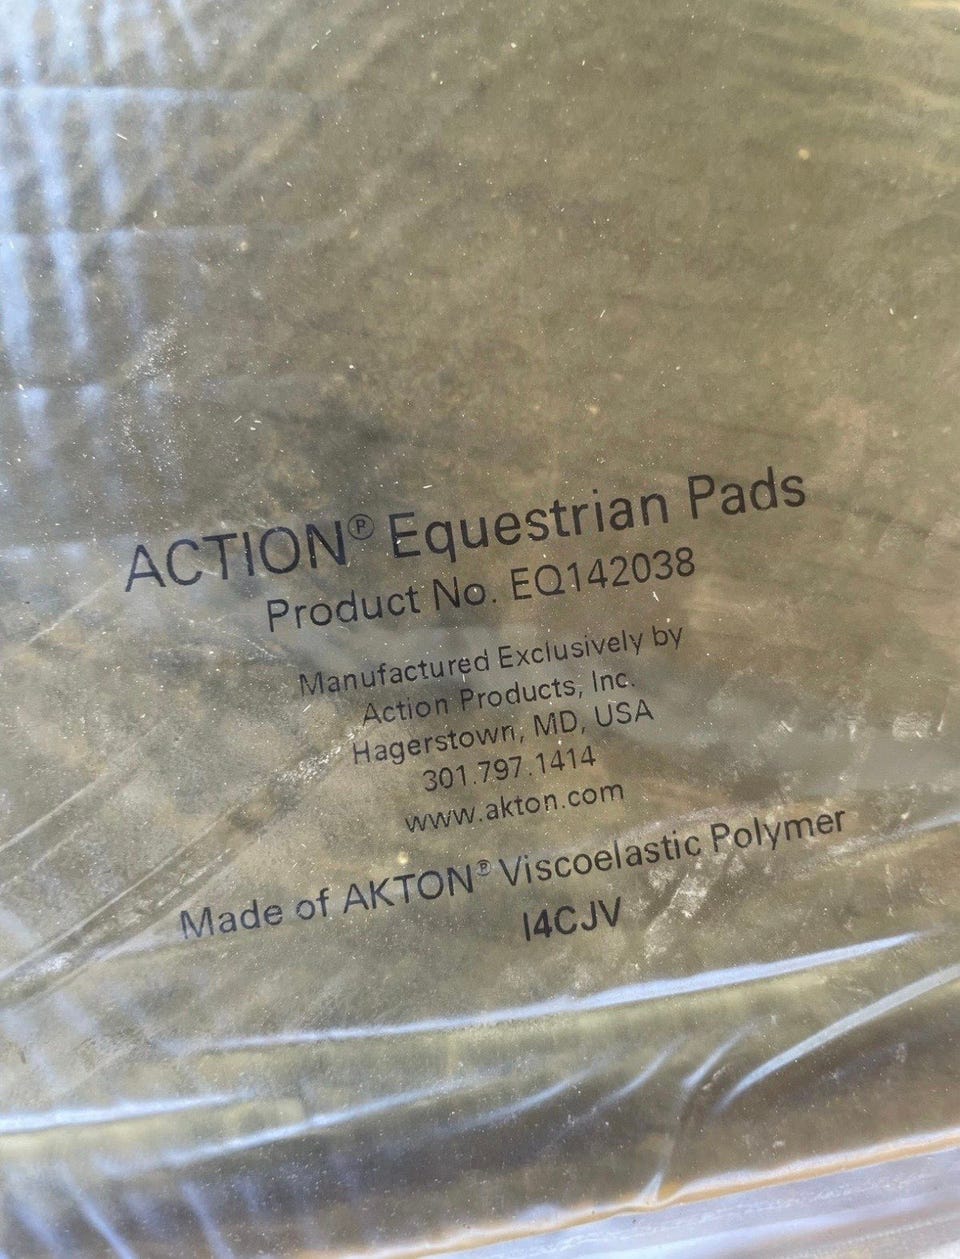 ACTION® Equestrian Pads
Product No. EQ142038
Manufactured Exclusively by
Action Products, Inc.
Hagerstown, MD, USA
301.797.1414
www.akton.com
Made of AKTON® Viscoelastic Polymer
I4CJV